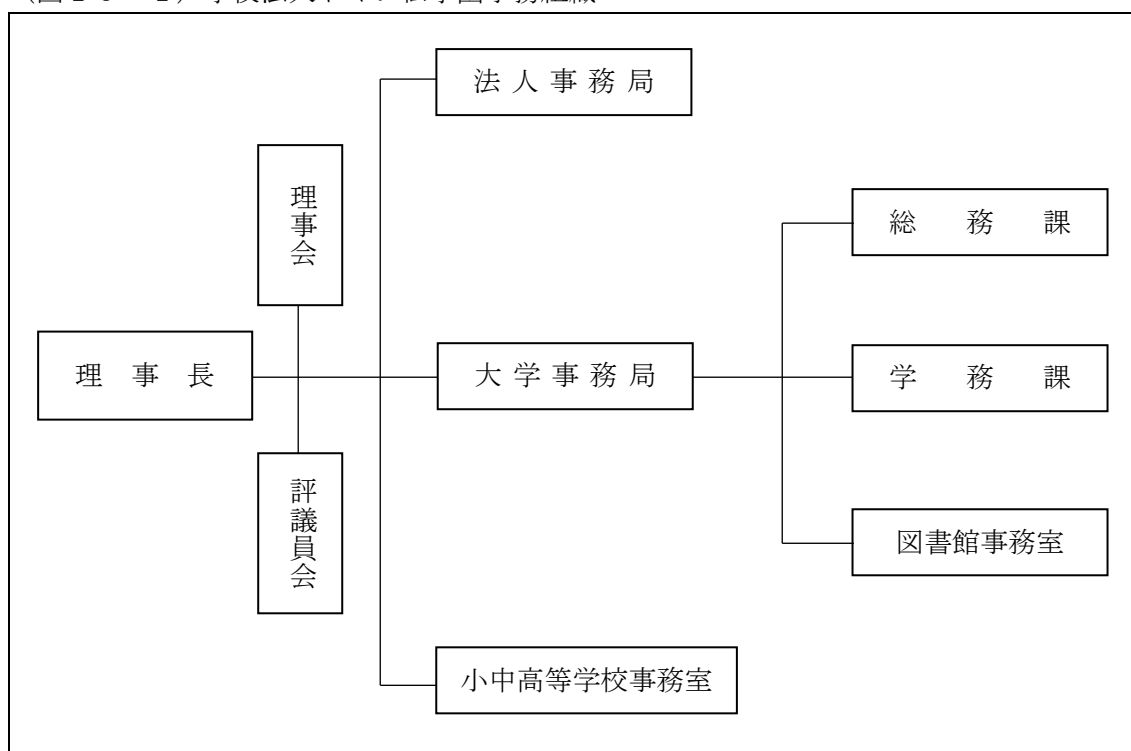 法人事務局
理事会
総務課
理事長
大学事務局
学務課
評議員会
図書館事務室
小中高等学校事務室